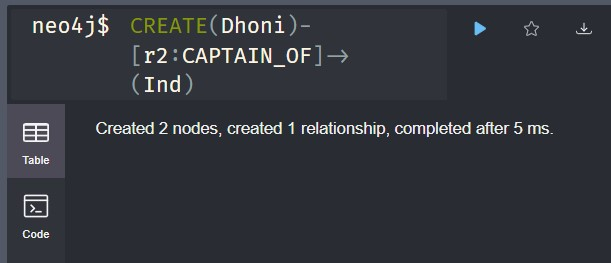 neo4j$ CREATE(Dhoni)-
[r2:CAPTAIN_OF]->
(Ind)
Created 2 nodes, created 1 relationship, completed after 5 ms.
Table
Code